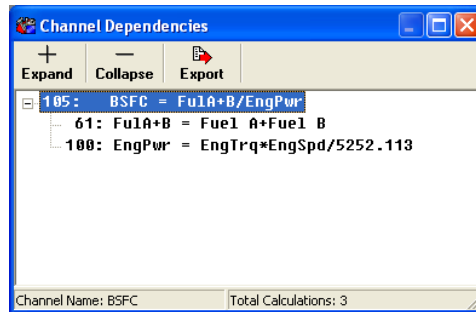 Channel Dependencies
Expand Collapse Export
105: BSFC = FulA+B/EngPwr
61: FulA+B = Fuel A+Fuel B
100: EngPwr = EngTrq*EngSpd/5252.113
Channel Name: BSFC Total Calculations: 3